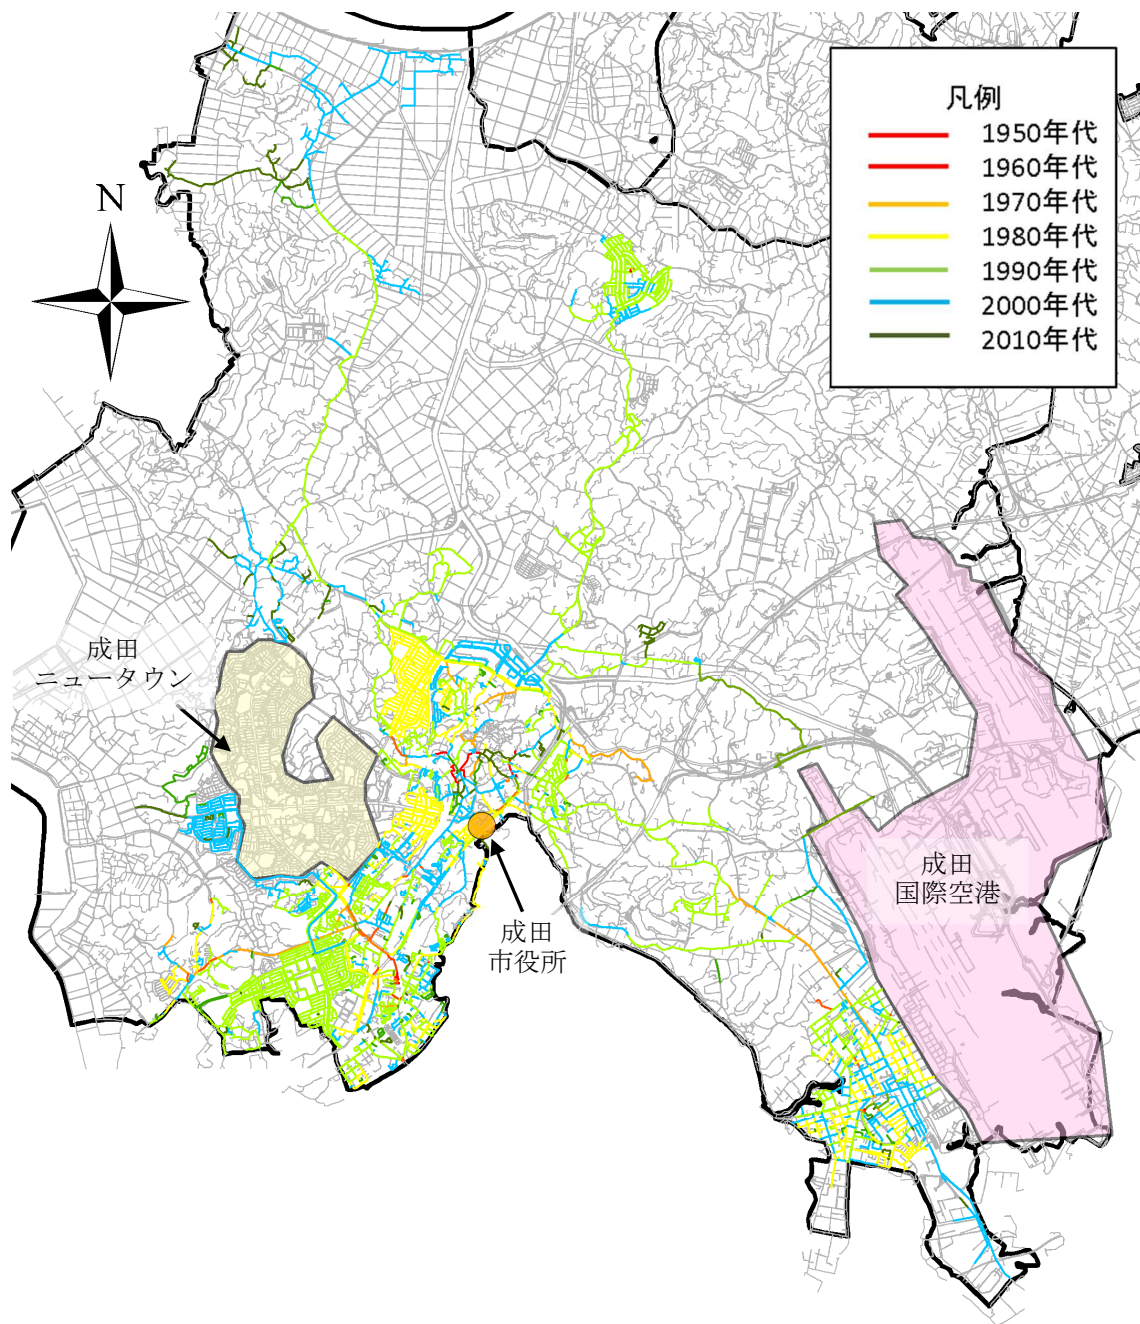 凡例
1950年代
1960年代
1970年代
1980年代
1990年代
2000年代
2010年代
N
成田
ニュータウン
成田
国際空港
成田
市役所